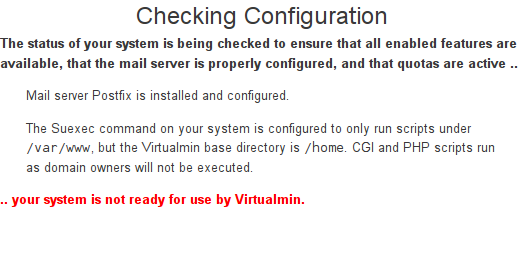 Checking Configuration
The status of your system is being checked to ensure that all enabled features are
available, that the mail server is properly configured, and that quotas are active ..
Mail server Postfix is installed and configured.
The Suexec command on your system is configured to only run scripts under
/var/www, but the Virtualmin base directory is /home. CGI and PHP scripts run
as domain owners will not be executed.
.. your system is not ready for use by Virtualmin.